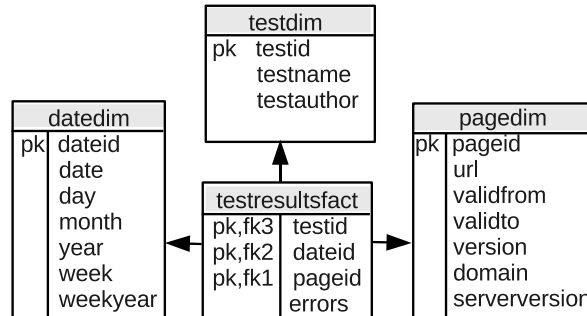 testdim
pk testid
testname
testauthor
datedim
pk dateid
date
day
month
year
week
weekyear
testresultsfact
pk,fk3 testid
pk,fk2 dateid
pk,fk1 pageid
errors
pagedim
pk pageid
url
validfrom
validto
version
domain
serverversion